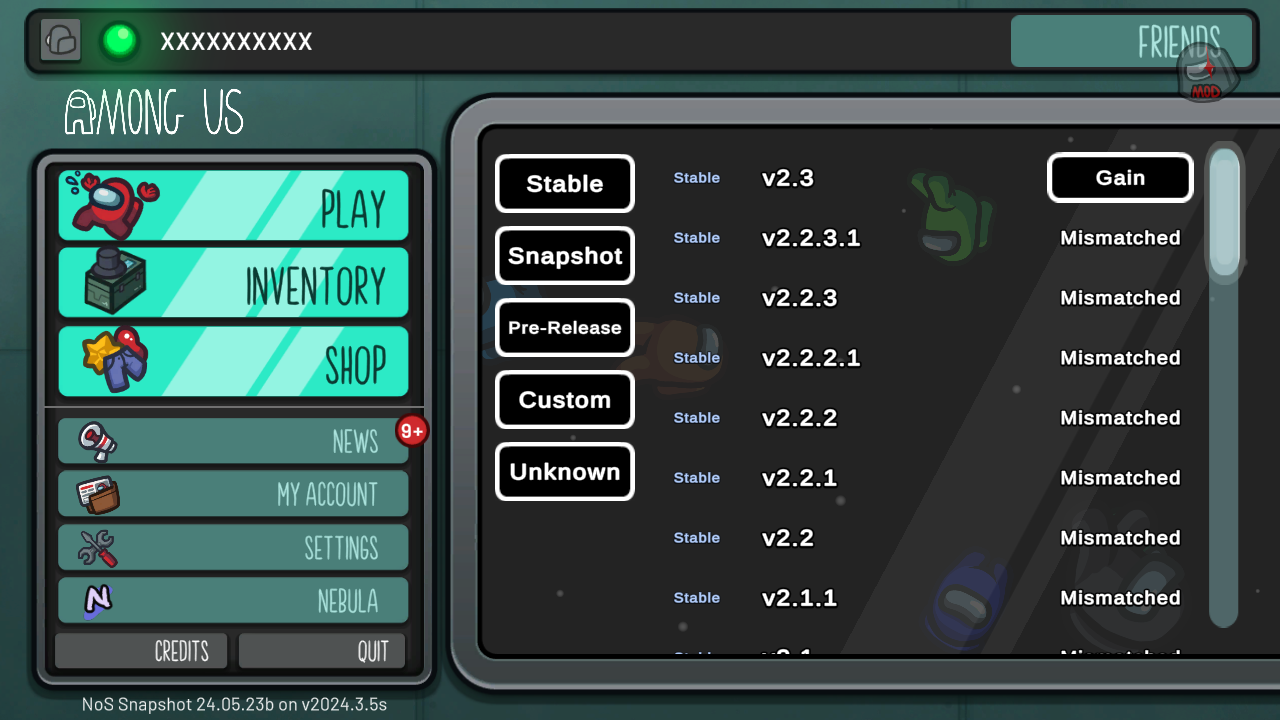 XXXXXXXXXX
FRIENDS
MOD
AMONG US
PLAY
INVENTORY
SHOP
NEWS
9+
MY ACCOUNT
SETTINGS
NEBULA
CREDITS
QUIT
NoS Snapshot 24.05.23b on v2024.3.5s
Stable
Snapshot
Pre-Release
Custom
Unknown
Stable v2.3 Gain
Stable v2.2.3.1 Mismatched
Stable v2.2.3 Mismatched
Stable v2.2.2.1 Mismatched
Stable v2.2.2 Mismatched
Stable v2.2.1 Mismatched
Stable v2.2 Mismatched
Stable v2.1.1 Mismatched